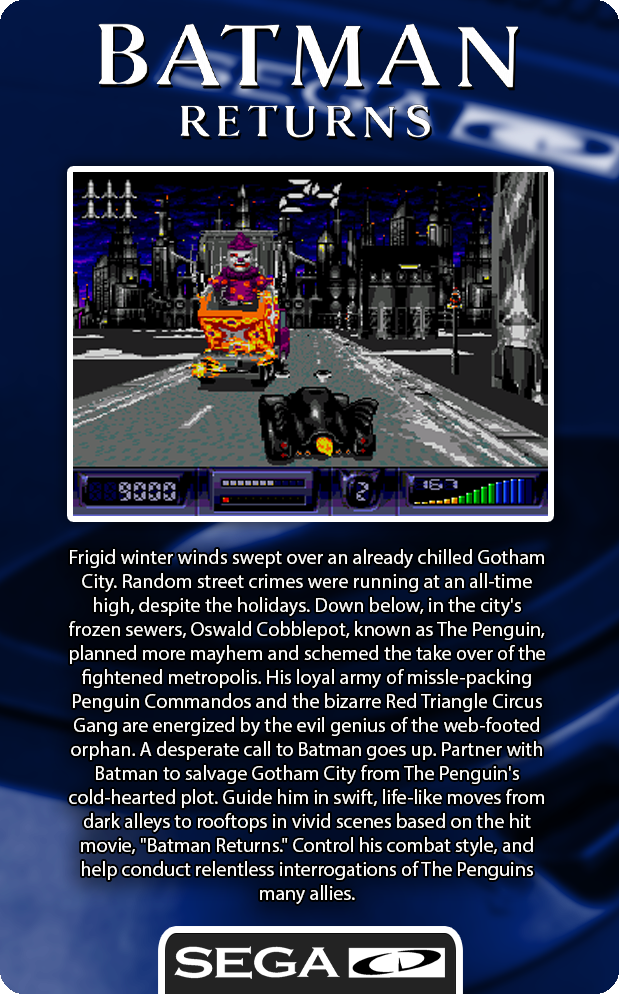 BATMAN
RETURNS
SEGA CD
24
9000
2
167
Frigid winter winds swept over an already chilled Gotham
City. Random street crimes were running at an all-time
high, despite the holidays. Down below, in the city's
frozen sewers, Oswald Cobblepot, known as The Penguin,
planned more mayhem and schemed the take over of the
fightened metropolis. His loyal army of missle-packing
Penguin Commandos and the bizarre Red Triangle Circus
Gang are energized by the evil genius of the web-footed
orphan. A desperate call to Batman goes up. Partner with
Batman to salvage Gotham City from The Penguin's
cold-hearted plot. Guide him in swift, life-like moves from
dark alleys to rooftops in vivid scenes based on the hit
movie, "Batman Returns." Control his combat style, and
help conduct relentless interrogations of The Penguins
many allies.
SEGA CD